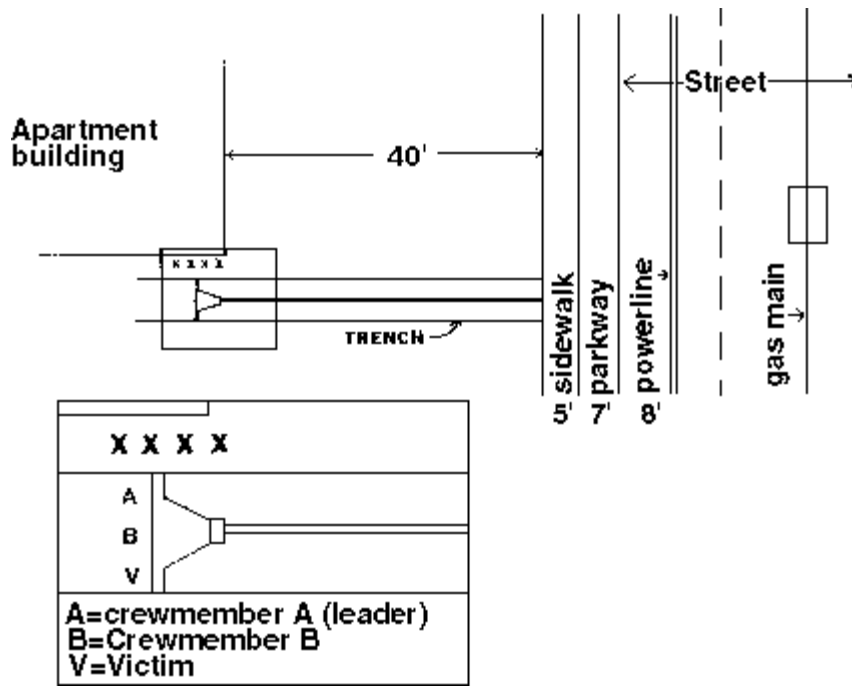 Street
Apartment
building
40'
TRENCH
5' sidewalk
7' parkway
8' powerline
gas main
x x x x
X X X X
A
B
V
A=crewmember A (leader)
B=Crewmember B
V=Victim